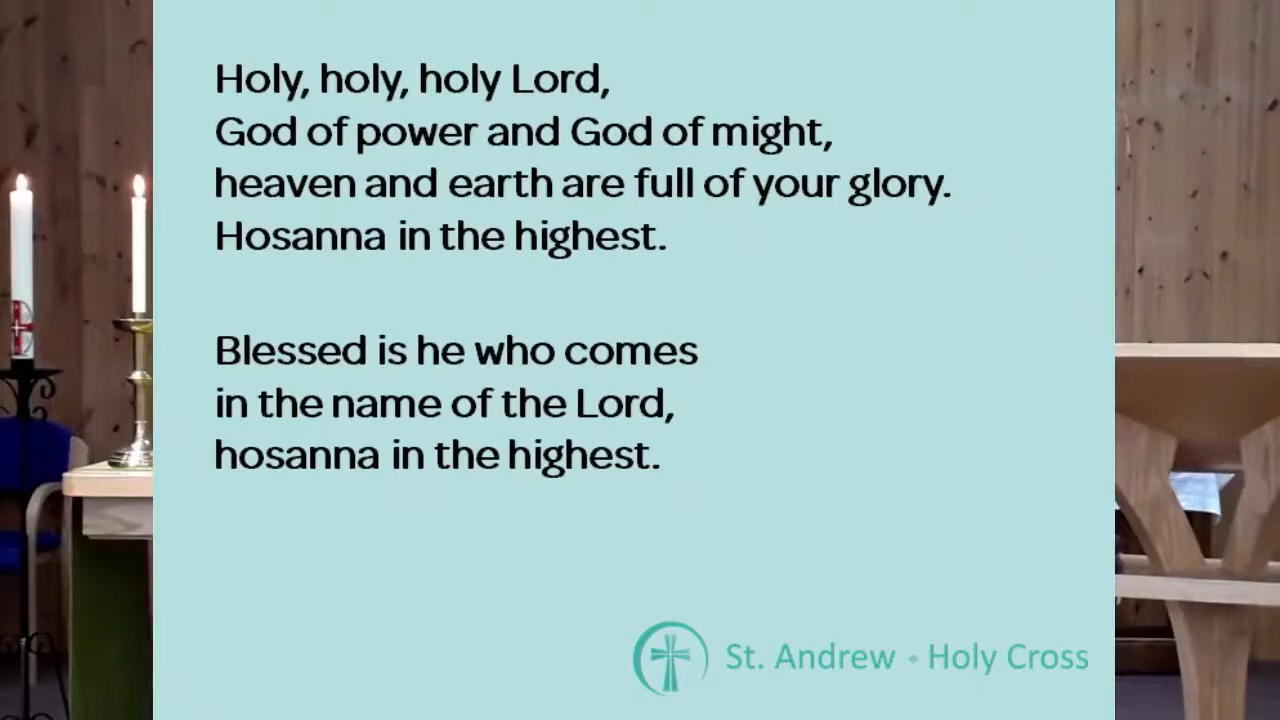 Holy, holy, holy Lord,
God of power and God of might,
heaven and earth are full of your glory.
Hosanna in the highest.
Blessed is he who comes
in the name of the Lord,
hosanna in the highest.
St. Andrew • Holy Cross